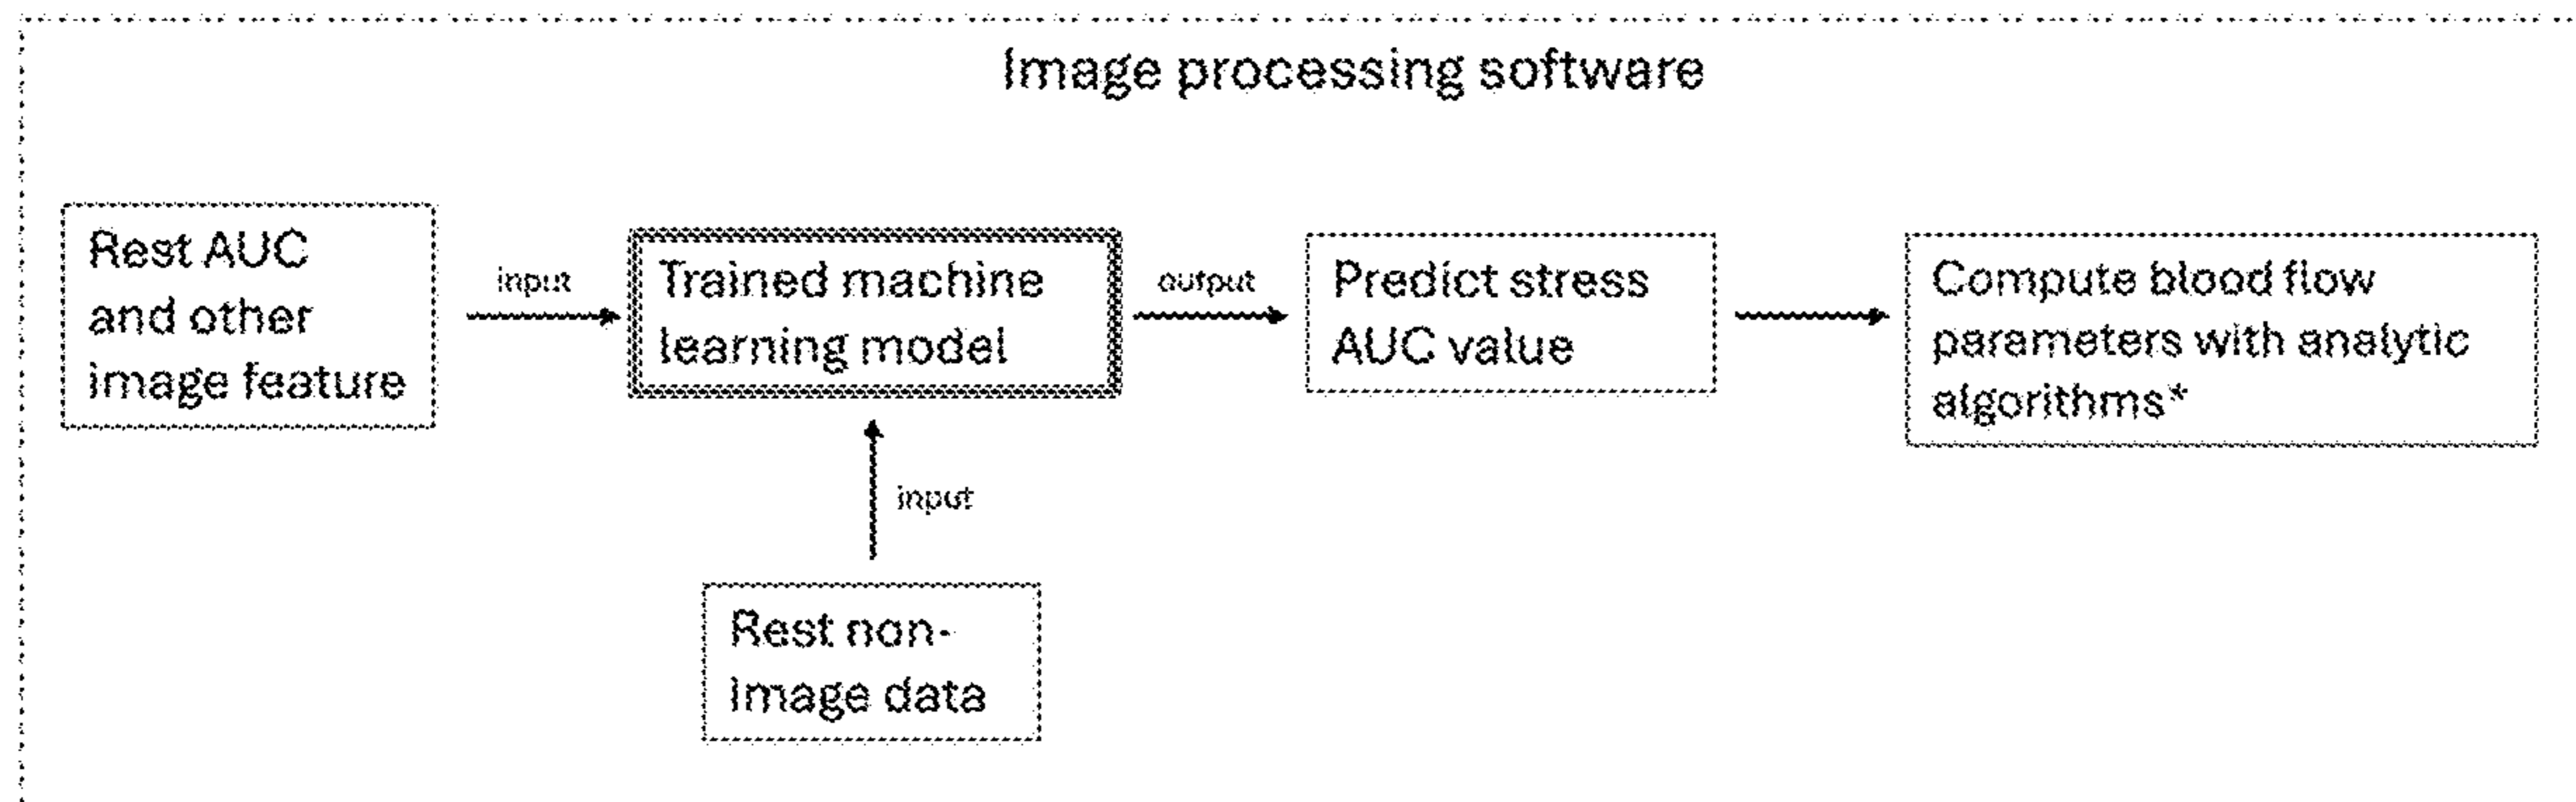 Image processing software
Rest AUC
and other
image feature
input
Trained machine
learning model
output
Predict stress
AUC value
Compute blood flow
parameters with analytic
algorithms*
input
Rest non-
image data